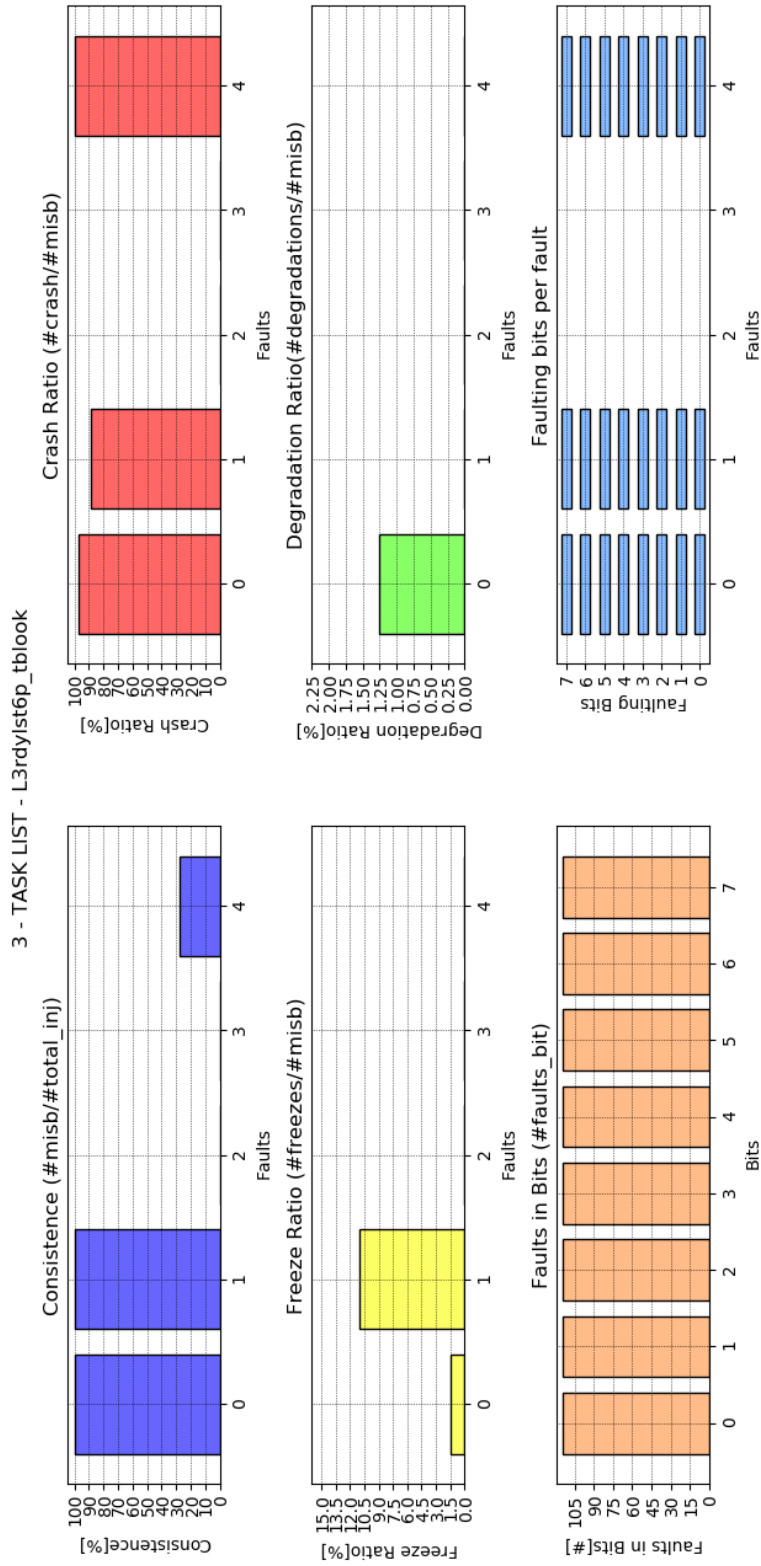 3 - TASK LIST - L3rdylst6p_tblook
Consistence (#misb/#total_inj)
Consistence[%]
100
90
80
70
60
50
40
30
20
10
0
0 1 2 3 4
Faults
Crash Ratio (#crash/#misb)
Crash Ratio[%]
100
90
80
70
60
50
40
30
20
10
0
0 1 2 3 4
Faults
Freeze Ratio (#freezes/#misb)
Freeze Ratio[%]
15.0
13.5
12.0
10.5
9.0
7.5
6.0
4.5
3.0
1.5
0.0
0 1 2 3 4
Faults
Degradation Ratio(#degradations/#misb)
Degradation Ratio[%]
2.25
2.00
1.75
1.50
1.25
1.00
0.75
0.50
0.25
0.00
0 1 2 3 4
Faults
Faults in Bits (#faults_bit)
Faults in Bits[#]
105
90
75
60
45
30
15
0
0 1 2 3 4 5 6 7
Bits
Faulting bits per fault
Faulting Bits
7
6
5
4
3
2
1
0
0 1 2 3 4
Faults